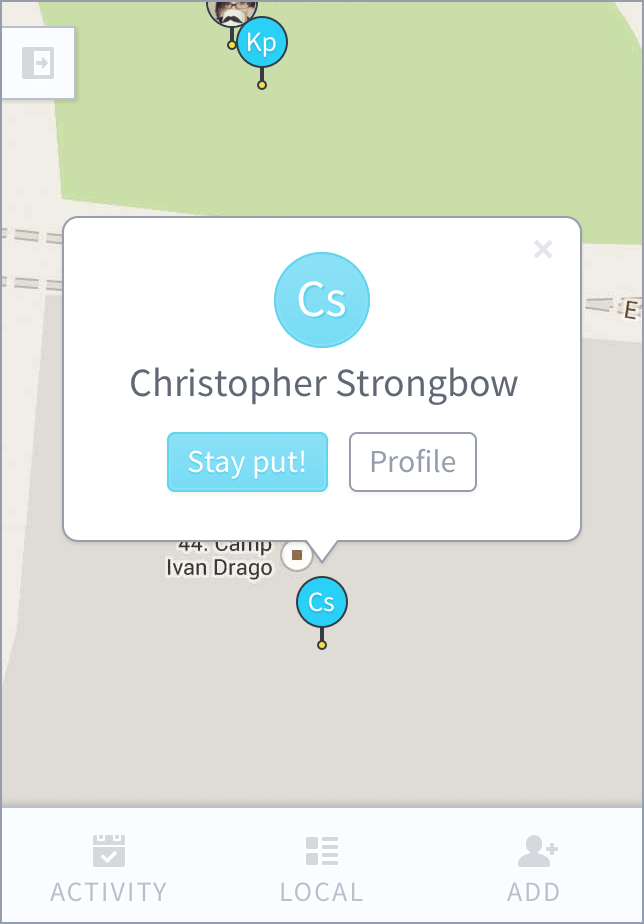 Kp
Cs
Christopher Strongbow
Stay put!
Profile
E
44. Camp
Ivan Drago
Cs
ACTIVITY
LOCAL
ADD